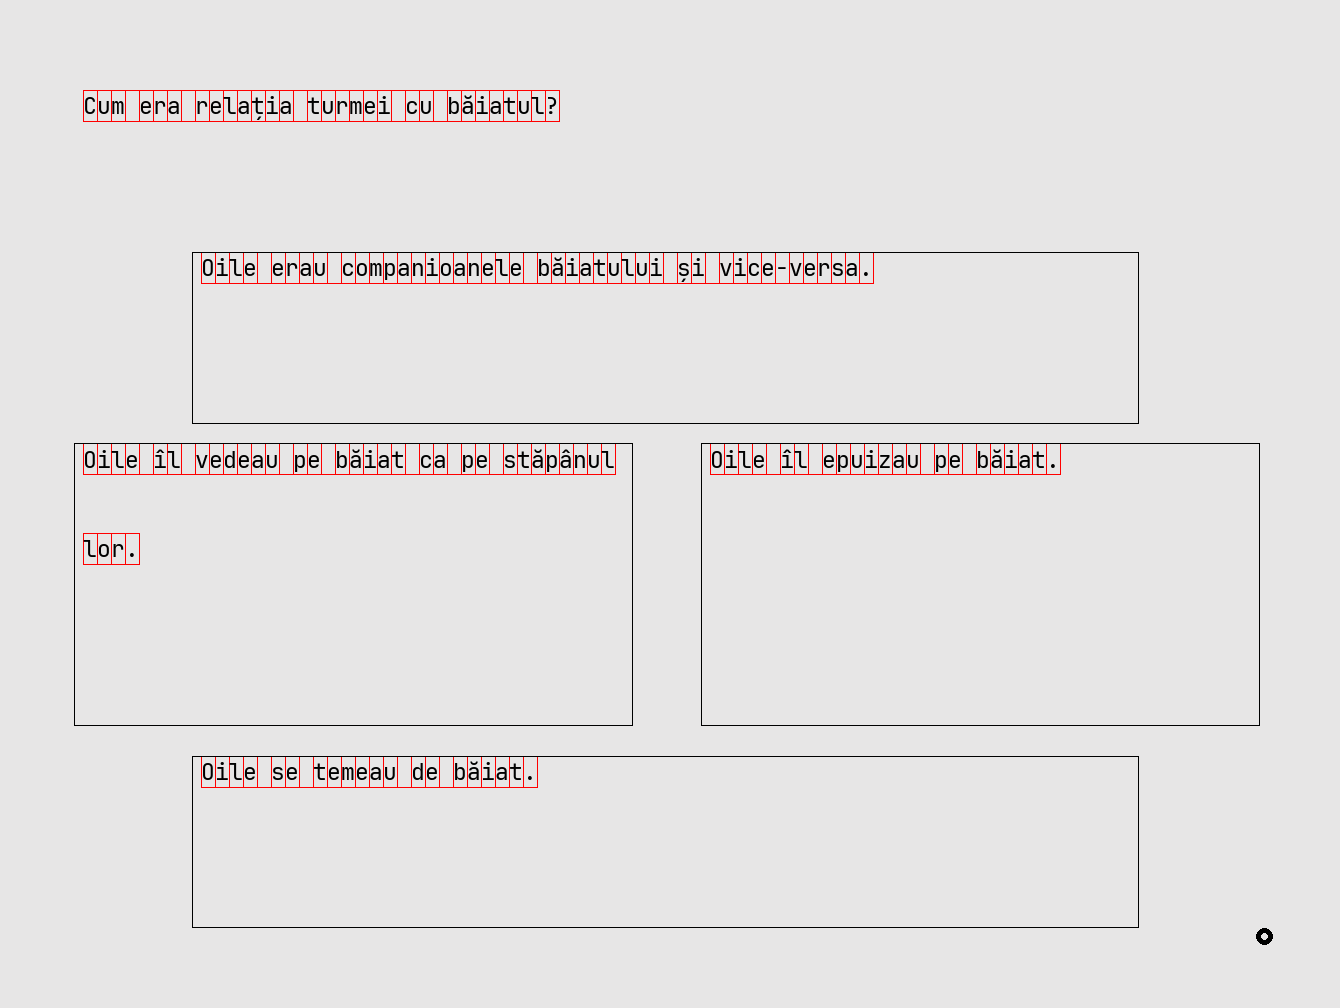 Cum era relația turmei cu băiatul?
Oile erau companioanele băiatului și vice-versa.
Oile îl vedeau pe băiat ca pe stăpânul
lor.
Oile îl epuizau pe băiat.
Oile se temeau de băiat.